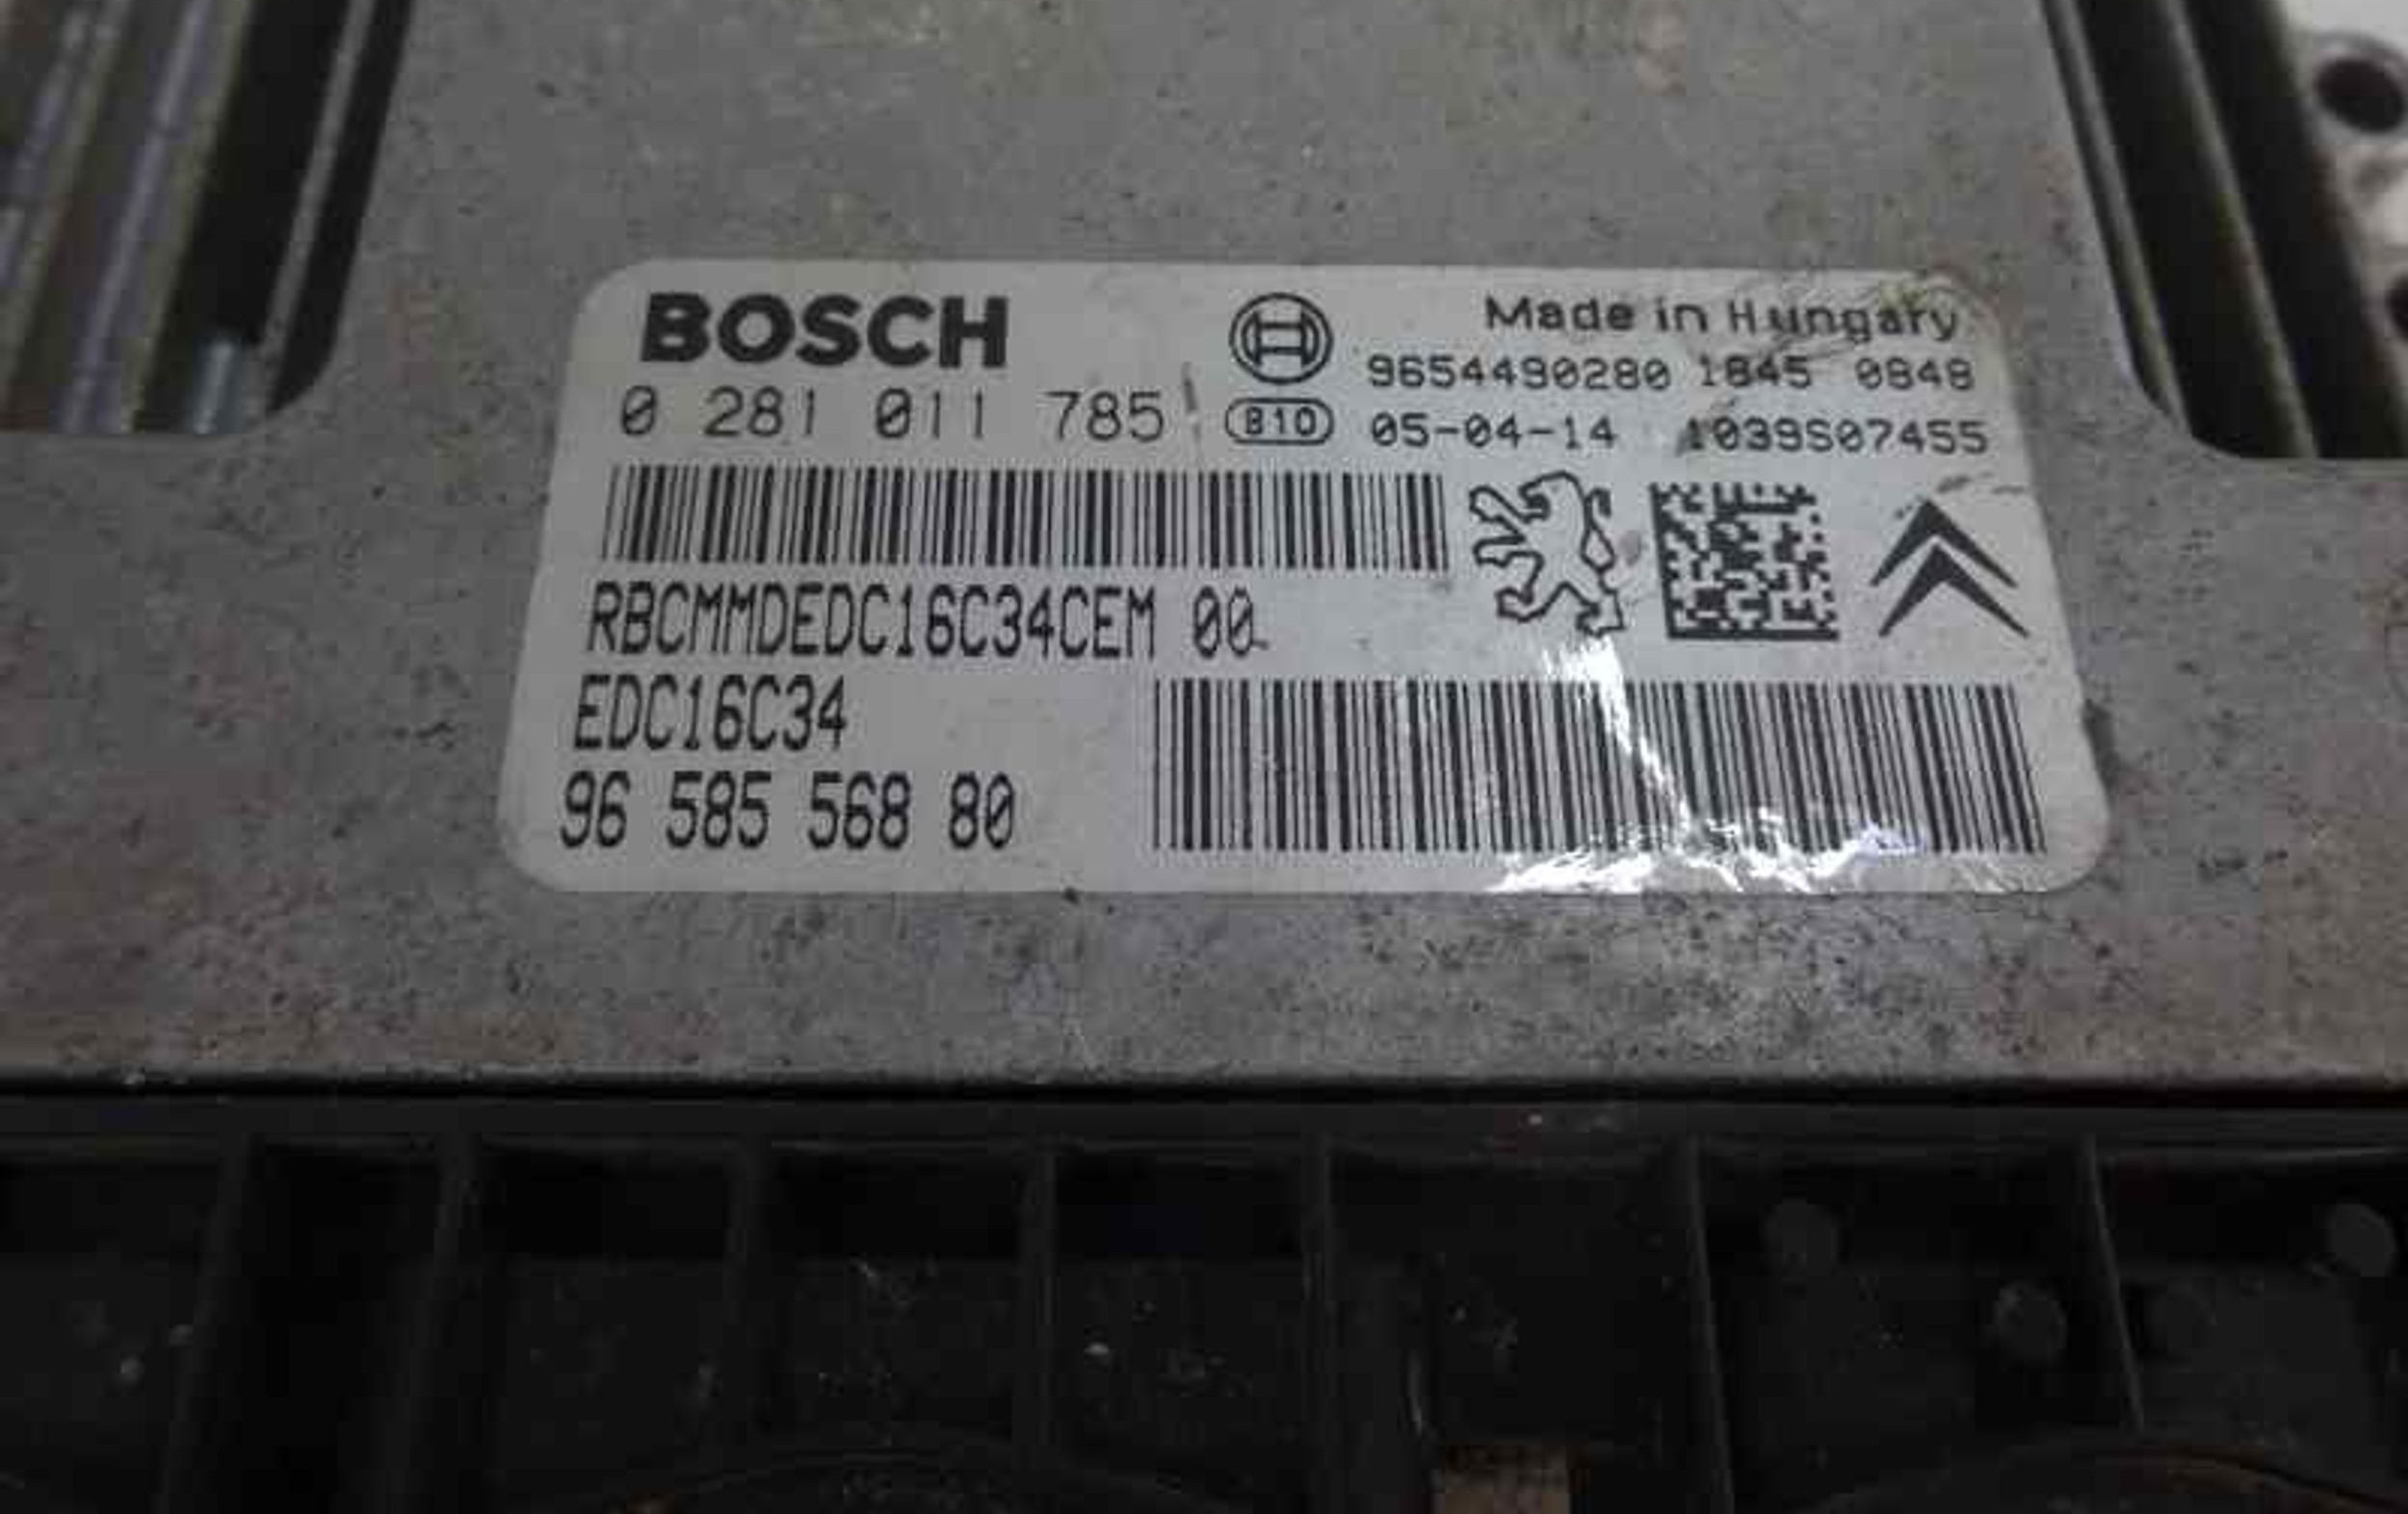 BOSCH
0 281 011 785
B10
Made in Hungary
9654490280 1845 0848
05-04-14 1039S07455
RBCMMDEDC16C34CEM 00
EDC16C34
96 585 568 80